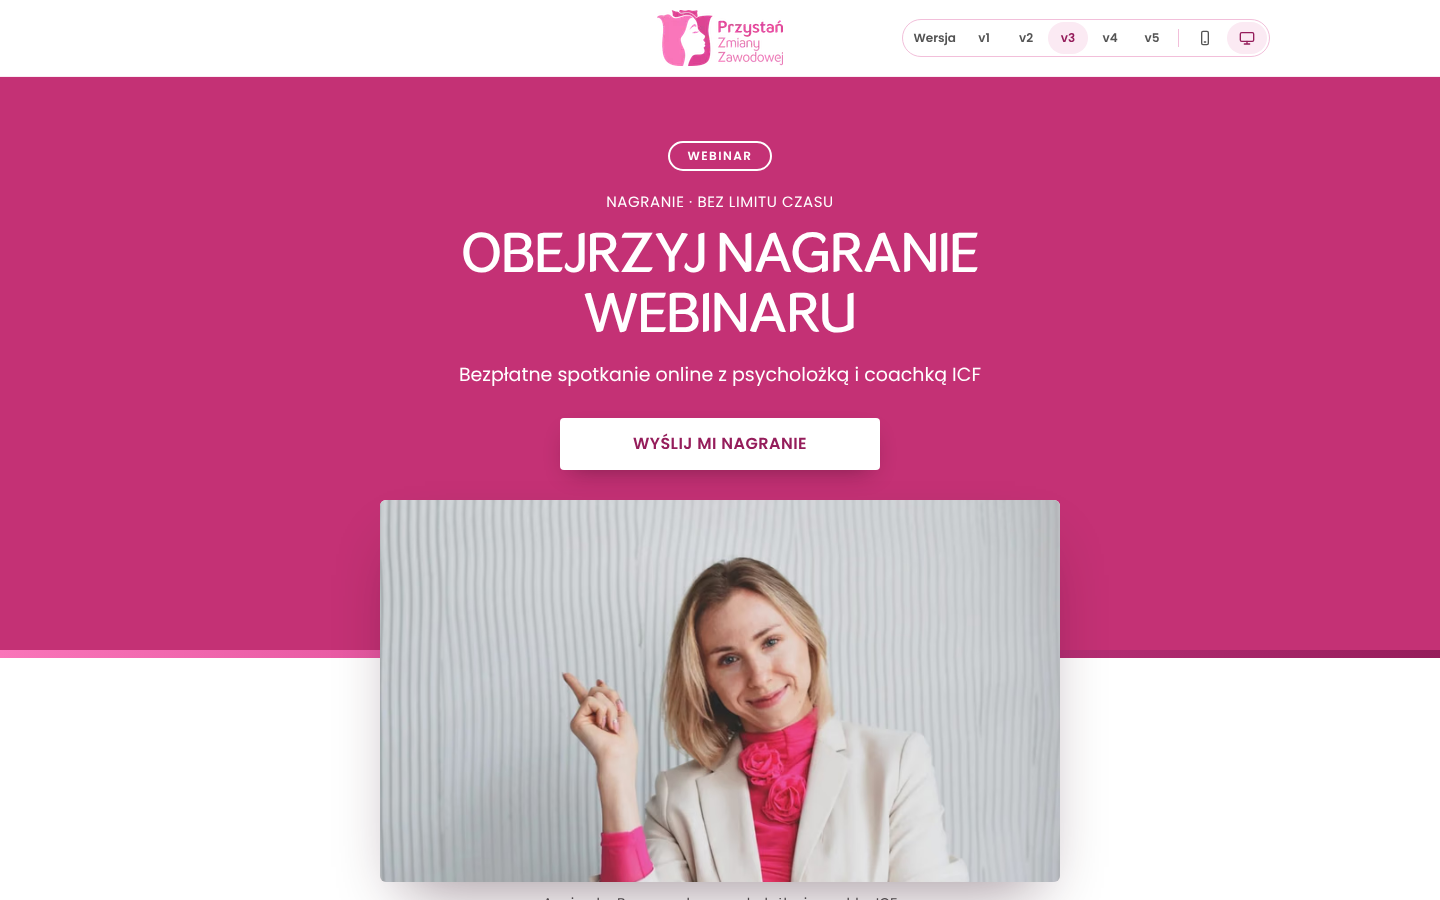 Przystań
Zmiany
Zawodowej
Wersja v1 v2 v3 v4 v5
WEBINAR
NAGRANIE · BEZ LIMITU CZASU
OBEJRZYJ NAGRANIE
WEBINARU
Bezpłatne spotkanie online z psycholożką i coachką ICF
WYŚLIJ MI NAGRANIE